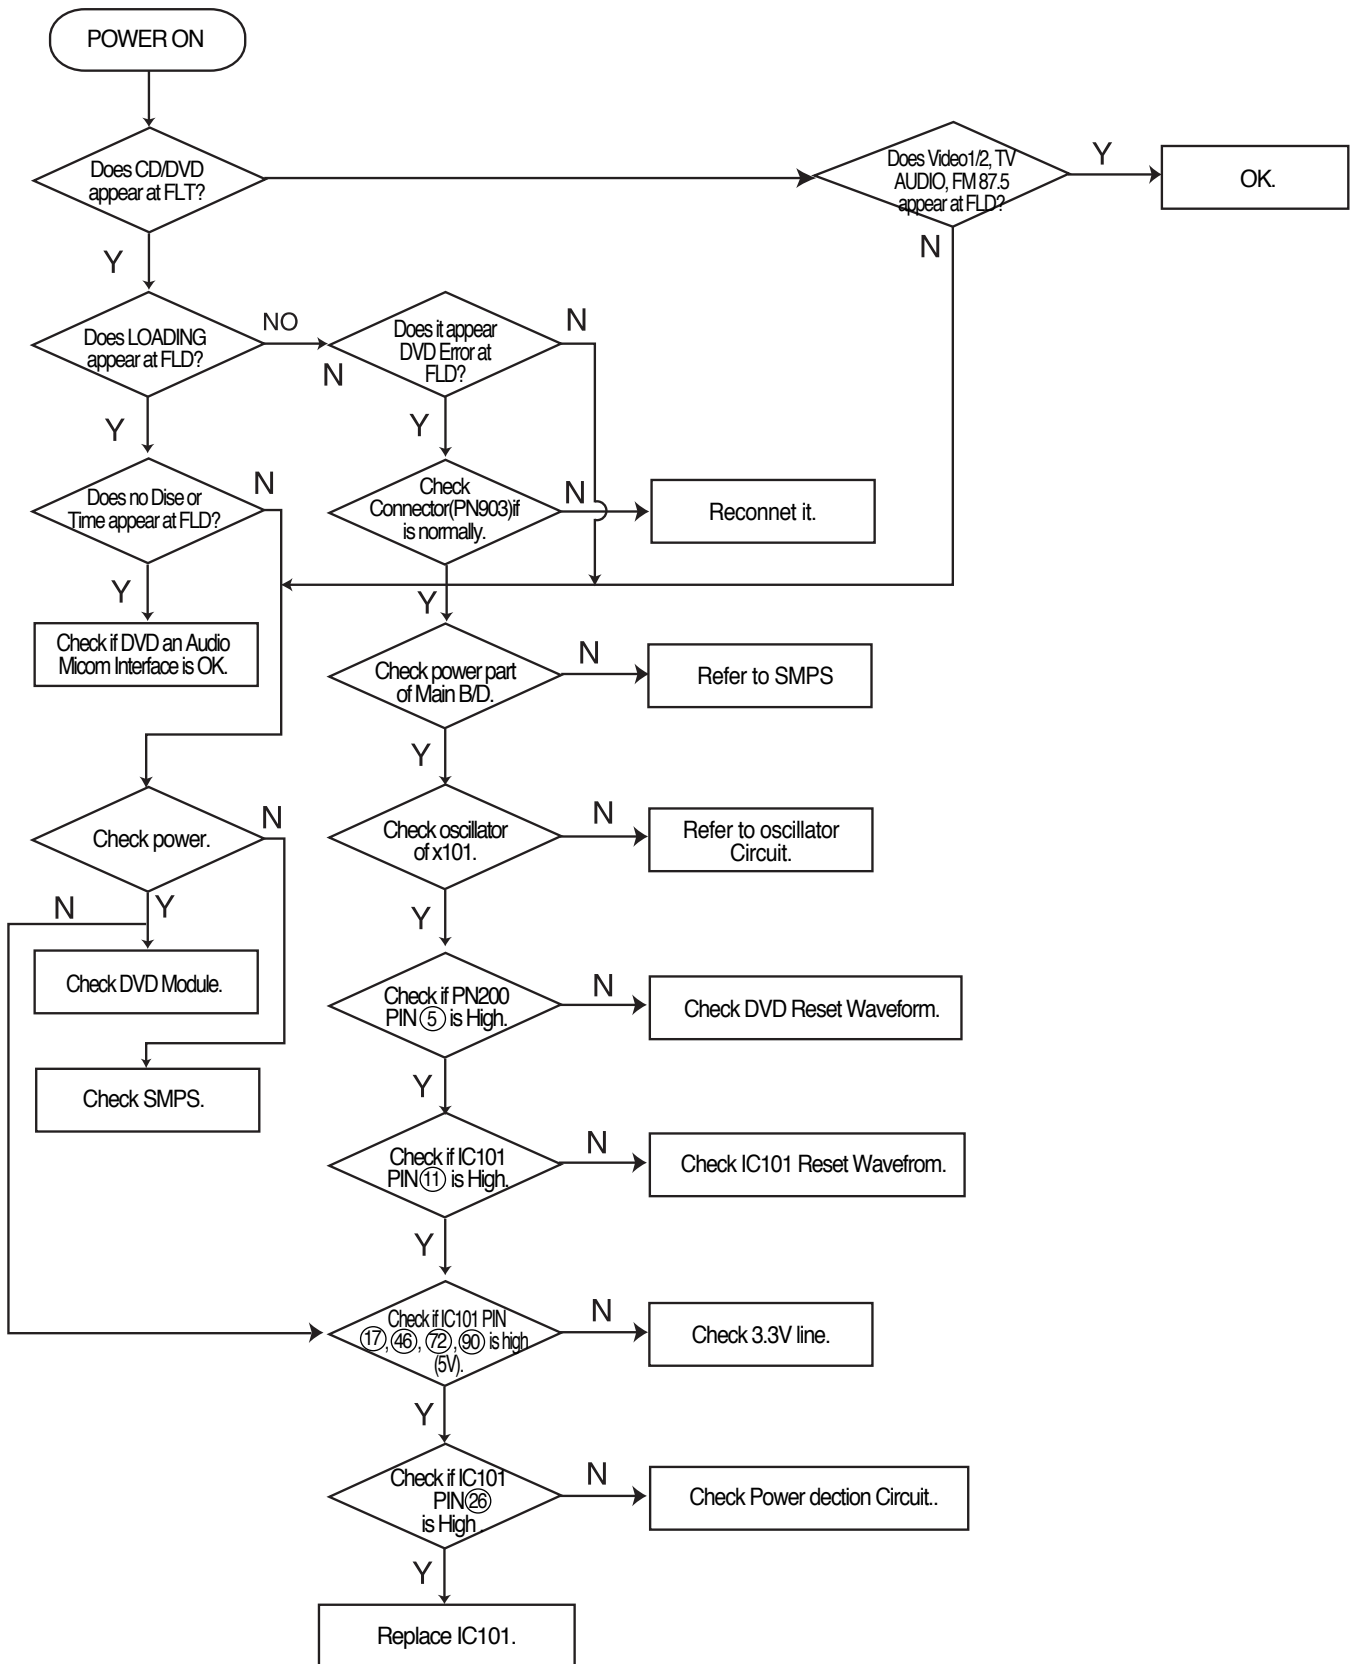 POWER ON
Does CD/DVD
appear at FLT?
Does Video1/2, TV
AUDIO, FM 87.5
appear at FLD?
Y
OK.
N
Y
Does LOADING
appear at FLD?
NO
N
Does it appear
DVD Error at
FLD?
N
Y
Y
Does no Dise or
Time appear at FLD?
N
Check
Connector(PN903)if
is normally.
N
Reconnet it.
Y
Y
Check if DVD an Audio
Micom Interface is OK.
Check power part
of Main B/D.
N
Refer to SMPS
Y
Check power.
N
Check oscillator
of x101.
N
Refer to oscillator
Circuit.
N
Y
Y
Check DVD Module.
Check if PN200
PIN⑤ is High.
N
Check DVD Reset Waveform.
Check SMPS.
Y
Check if IC101
PIN⑪ is High.
N
Check IC101 Reset Wavefrom.
Y
Check if IC101 PIN
⑰, ㊻, 72, 90 is high
(5V).
N
Check 3.3V line.
Y
Check if IC101
PIN㉖
is High .
N
Check Power dection Circuit..
Y
Replace IC101.